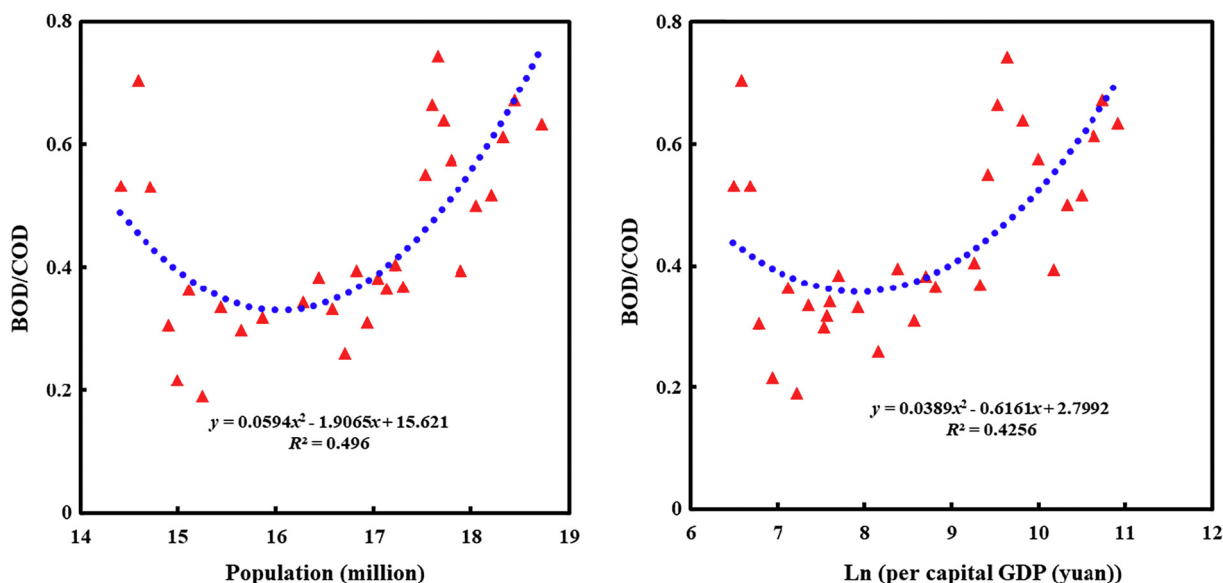 0.8
0.6
0.4
0.2
0
BOD/COD
14 15 16 17 18 19
Population (million)
y = 0.0594x² - 1.9065x + 15.621
R² = 0.496
0.8
0.6
0.4
0.2
0
BOD/COD
6 7 8 9 10 11 12
Ln (per capital GDP (yuan))
y = 0.0389x² - 0.6161x + 2.7992
R² = 0.4256